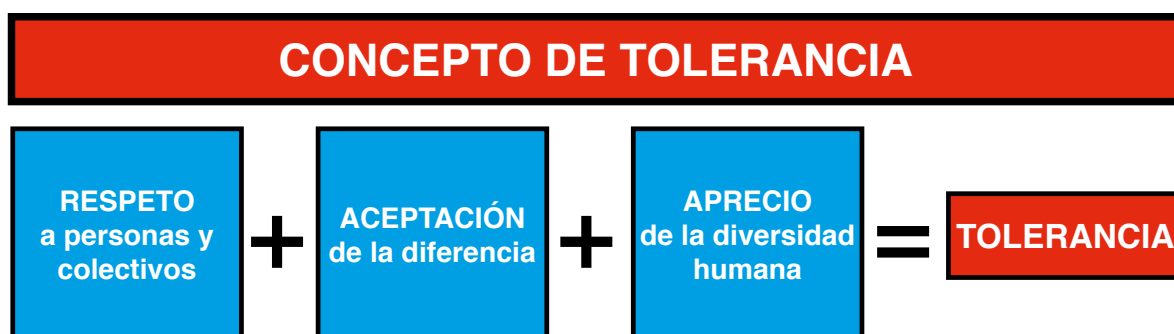 CONCEPTO DE TOLERANCIA
RESPETO
a personas y
colectivos
+
ACEPTACIÓN
de la diferencia
+
APRECIO
de la diversidad
humana
=
TOLERANCIA